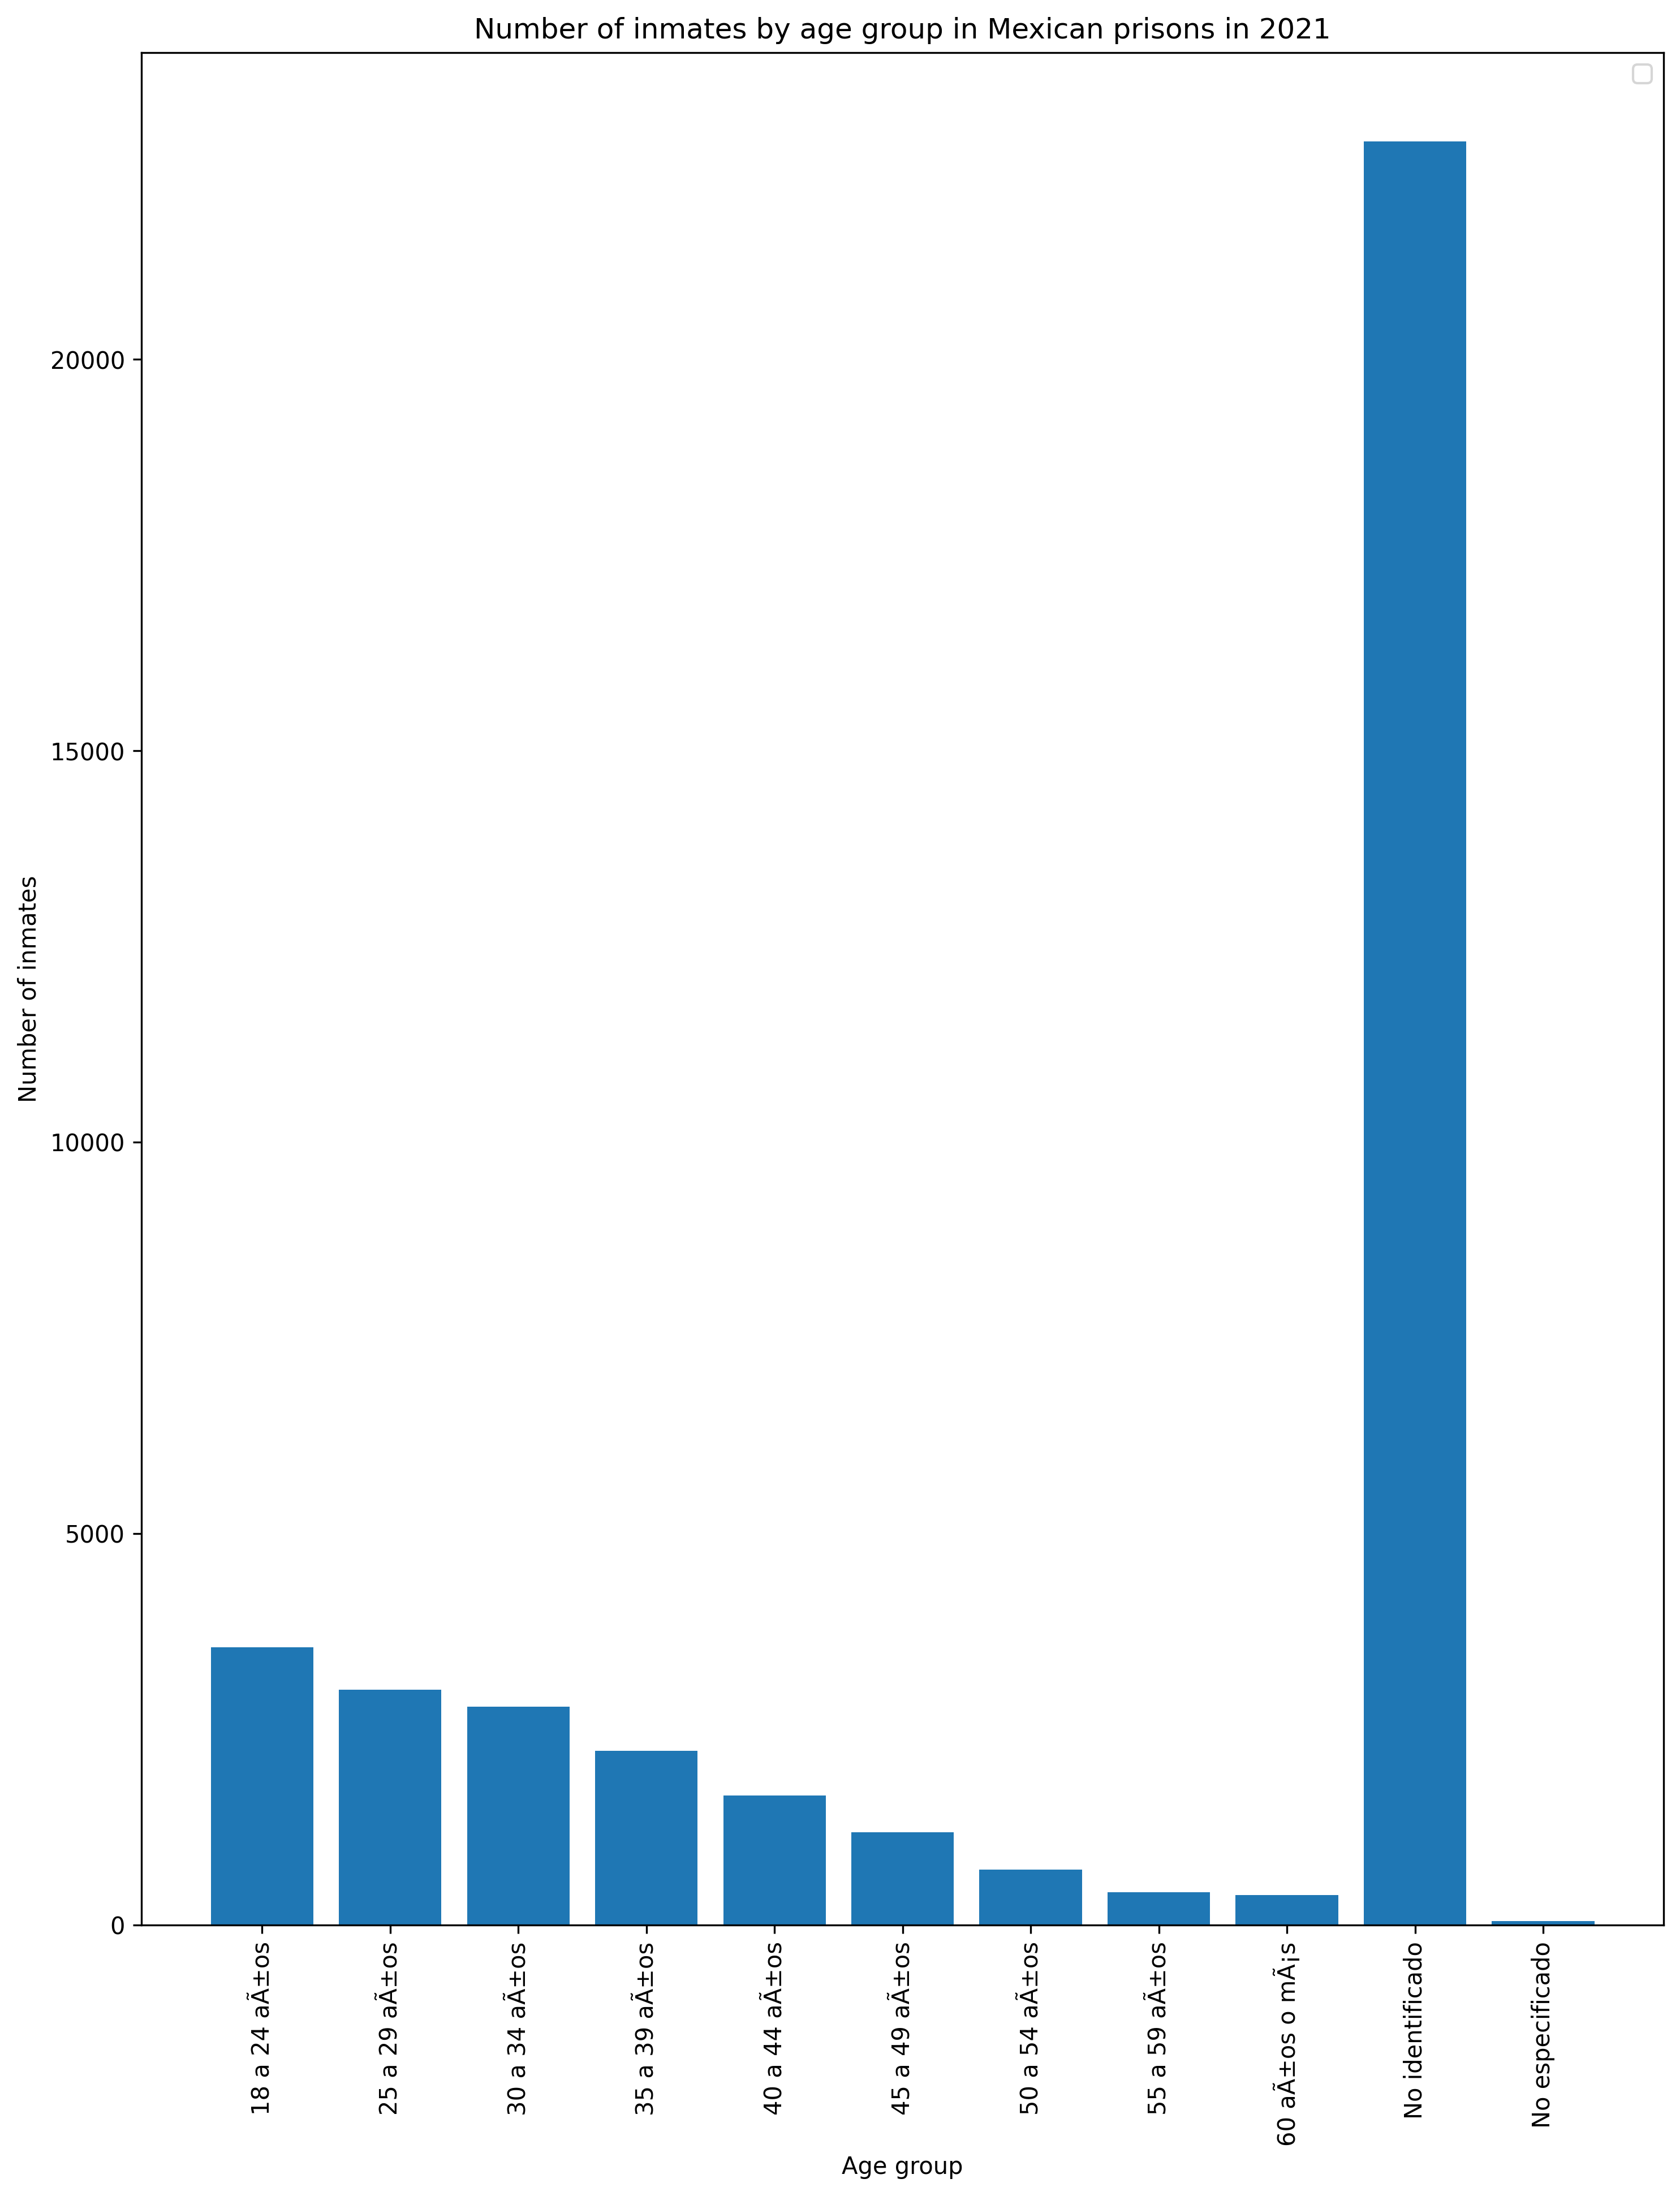 Number of inmates by age group in Mexican prisons in 2021
Number of inmates
20000
15000
10000
5000
0
18 a 24 aÃ±os
25 a 29 aÃ±os
30 a 34 aÃ±os
35 a 39 aÃ±os
40 a 44 aÃ±os
45 a 49 aÃ±os
50 a 54 aÃ±os
55 a 59 aÃ±os
60 aÃ±os o mÃ¡s
No identificado
No especificado
Age group